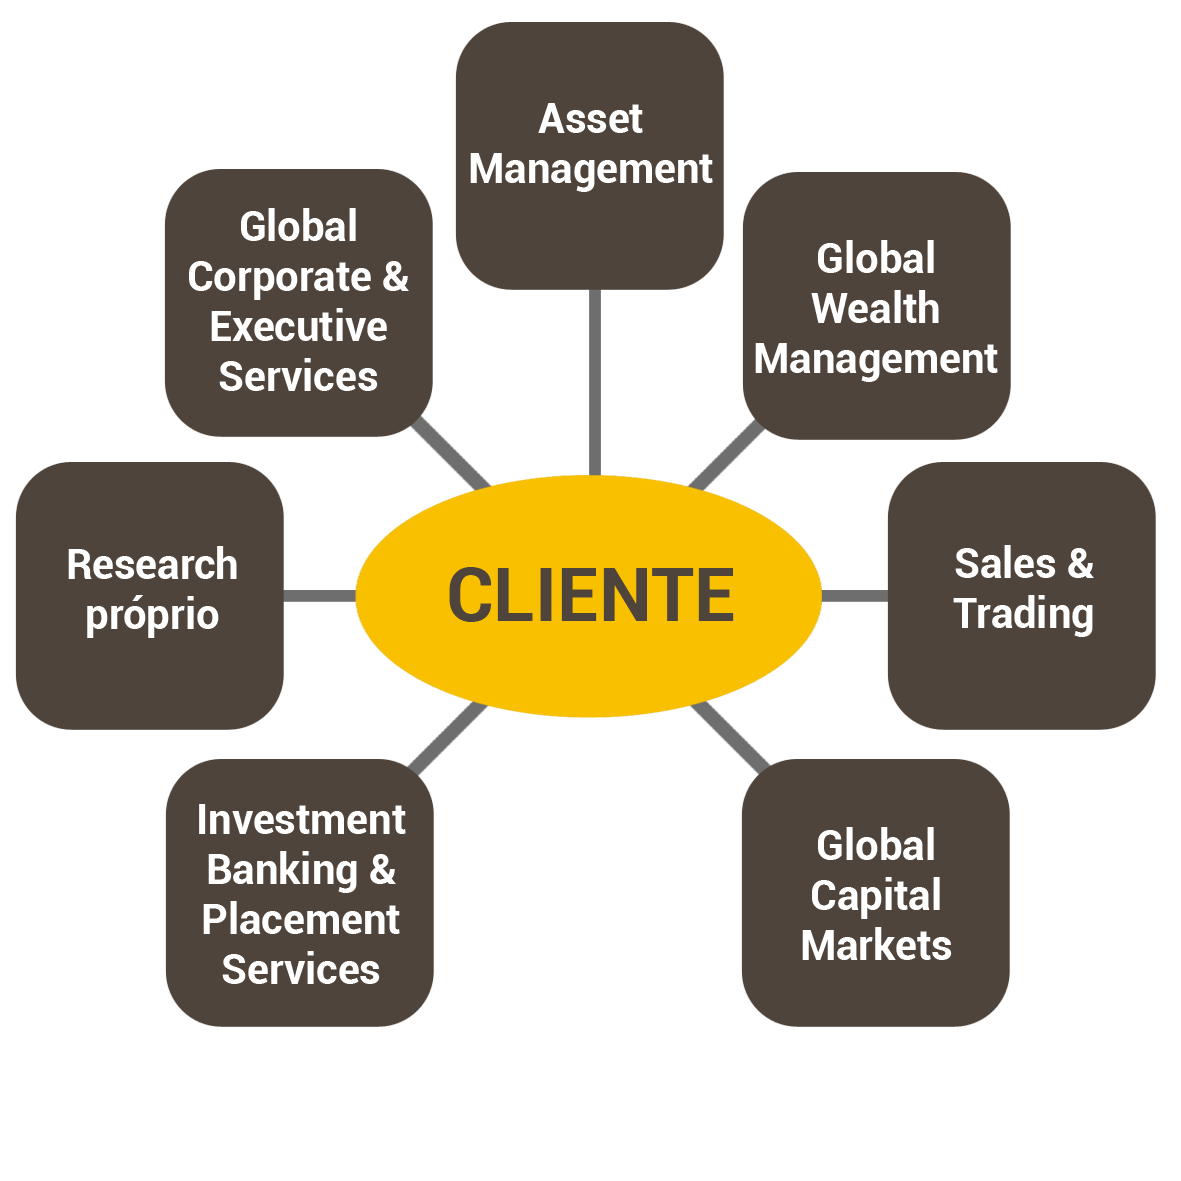 Asset
Management
Global
Corporate &
Executive
Services
Global
Wealth
Management
Research
próprio
CLIENTE
Sales &
Trading
Investment
Banking &
Placement
Services
Global
Capital
Markets